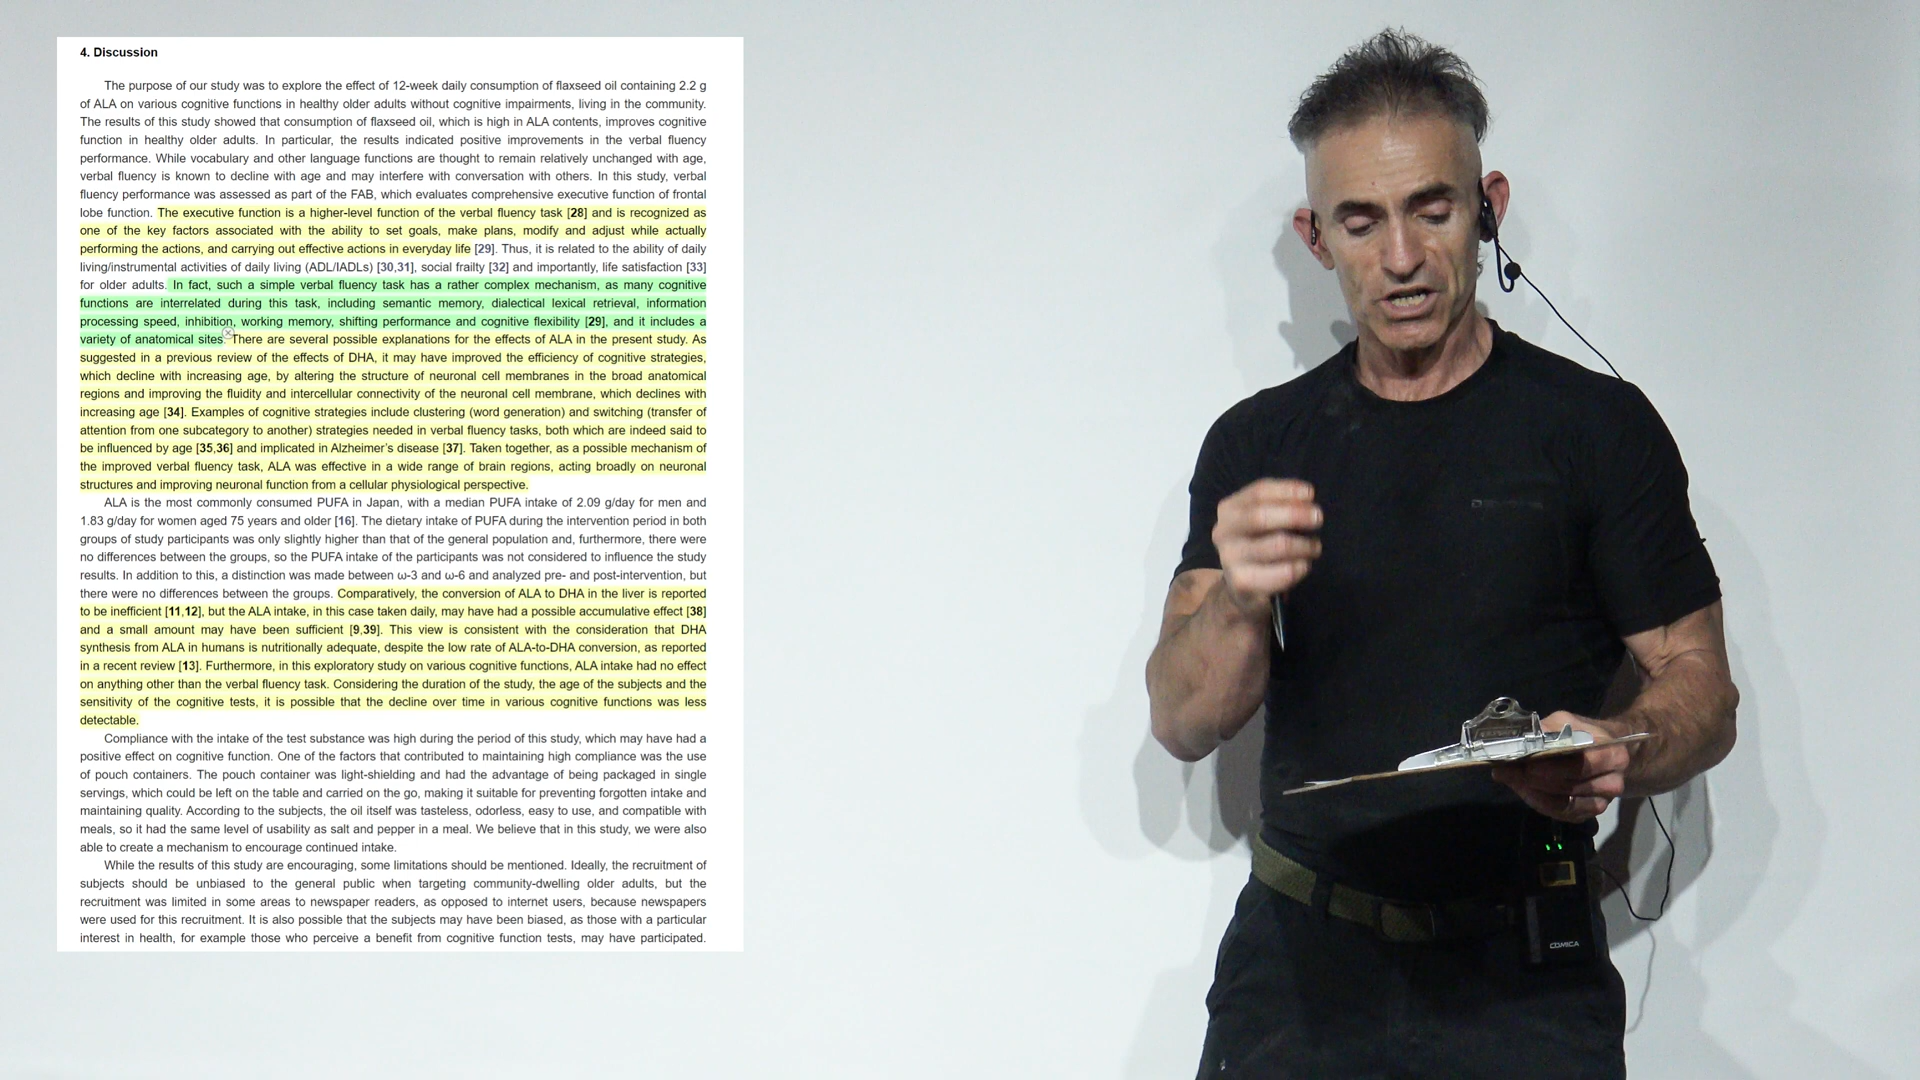 4. Discussion
The purpose of our study was to explore the effect of 12-week daily consumption of flaxseed oil containing 2.2 g
of ALA on various cognitive functions in healthy older adults without cognitive impairments, living in the community.
The results of this study showed that consumption of flaxseed oil, which is high in ALA contents, improves cognitive
function in healthy older adults. In particular, the results indicated positive improvements in the verbal fluency
performance. While vocabulary and other language functions are thought to remain relatively unchanged with age,
verbal fluency is known to decline with age and may interfere with conversation with others. In this study, verbal
fluency performance was assessed as part of the FAB, which evaluates comprehensive executive function of frontal
lobe function. The executive function is a higher-level function of the verbal fluency task [28] and is recognized as
one of the key factors associated with the ability to set goals, make plans, modify and adjust while actually
performing the actions, and carrying out effective actions in everyday life [29]. Thus, it is related to the ability of daily
living/instrumental activities of daily living (ADL/IADLs) [30,31], social frailty [32] and importantly, life satisfaction [33]
for older adults. In fact, such a simple verbal fluency task has a rather complex mechanism, as many cognitive
functions are interrelated during this task, including semantic memory, dialectical lexical retrieval, information
processing speed, inhibition, working memory, shifting performance and cognitive flexibility [29], and it includes a
variety of anatomical sites. There are several possible explanations for the effects of ALA in the present study. As
suggested in a previous review of the effects of DHA, it may have improved the efficiency of cognitive strategies,
which decline with increasing age, by altering the structure of neuronal cell membranes in the broad anatomical
regions and improving the fluidity and intercellular connectivity of the neuronal cell membrane, which declines with
increasing age [34]. Examples of cognitive strategies include clustering (word generation) and switching (transfer of
attention from one subcategory to another) strategies needed in verbal fluency tasks, both which are indeed said to
be influenced by age [35,36] and implicated in Alzheimer's disease [37]. Taken together, as a possible mechanism of
the improved verbal fluency task, ALA was effective in a wide range of brain regions, acting broadly on neuronal
structures and improving neuronal function from a cellular physiological perspective.
ALA is the most commonly consumed PUFA in Japan, with a median PUFA intake of 2.09 g/day for men and
1.83 g/day for women aged 75 years and older [16]. The dietary intake of PUFA during the intervention period in both
groups of study participants was only slightly higher than that of the general population and, furthermore, there were
no differences between the groups, so the PUFA intake of the participants was not considered to influence the study
results. In addition to this, a distinction was made between ω-3 and ω-6 and analyzed pre- and post-intervention, but
there were no differences between the groups. Comparatively, the conversion of ALA to DHA in the liver is reported
to be inefficient [11,12], but the ALA intake, in this case taken daily, may have had a possible accumulative effect [38]
and a small amount may have been sufficient [9,39]. This view is consistent with the consideration that DHA
synthesis from ALA in humans is nutritionally adequate, despite the low rate of ALA-to-DHA conversion, as reported
in a recent review [13]. Furthermore, in this exploratory study on various cognitive functions, ALA intake had no effect
on anything other than the verbal fluency task. Considering the duration of the study, the age of the subjects and the
sensitivity of the cognitive tests, it is possible that the decline over time in various cognitive functions was less
detectable.
Compliance with the intake of the test substance was high during the period of this study, which may have had a
positive effect on cognitive function. One of the factors that contributed to maintaining high compliance was the use
of pouch containers. The pouch container was light-shielding and had the advantage of being packaged in single
servings, which could be left on the table and carried on the go, making it suitable for preventing forgotten intake and
maintaining quality. According to the subjects, the oil itself was tasteless, odorless, easy to use, and compatible with
meals, so it had the same level of usability as salt and pepper in a meal. We believe that in this study, we were also
able to create a mechanism to encourage continued intake.
While the results of this study are encouraging, some limitations should be mentioned. Ideally, the recruitment of
subjects should be unbiased to the general public when targeting community-dwelling older adults, but the
recruitment was limited in some areas to newspaper readers, as opposed to internet users, because newspapers
were used for this recruitment. It is also possible that the subjects may have been biased, as those with a particular
interest in health, for example those who perceive a benefit from cognitive function tests, may have participated.
COMICA